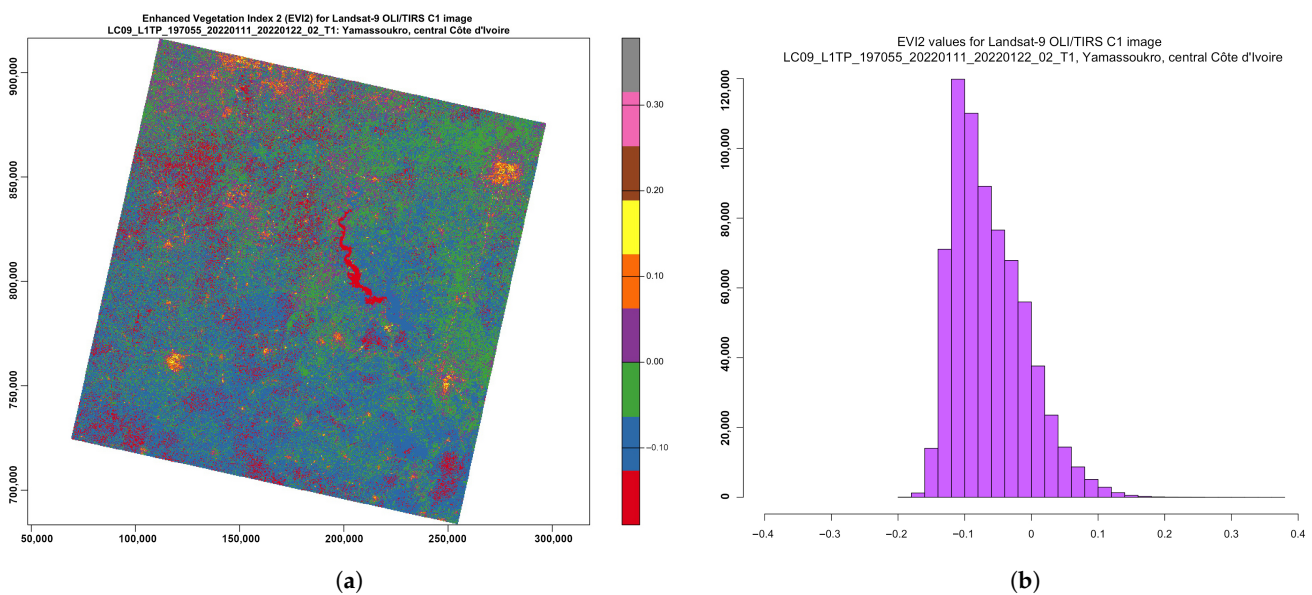 Enhanced Vegetation Index 2 (EVI2) for Landsat-9 OLI/TIRS C1 image
LC09_L1TP_197055_20220111_20220122_02_T1: Yamassoukro, central Côte d'Ivoire
900,000
850,000
800,000
750,000
700,000
50,000 100,000 150,000 200,000 250,000 300,000
0.30
0.20
0.10
0.00
−0.10
(a)
EVI2 values for Landsat-9 OLI/TIRS C1 image
LC09_L1TP_197055_20220111_20220122_02_T1, Yamassoukro, central Côte d'Ivoire
120,000
100,000
80,000
60,000
40,000
20,000
0
−0.4 −0.3 −0.2 −0.1 0 0.1 0.2 0.3 0.4
(b)